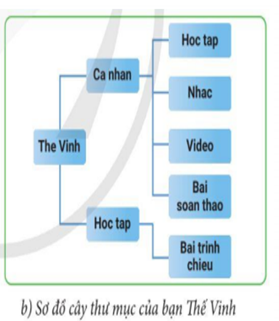 Hoc tap
Ca nhan
Nhac
The Vinh
Video
Bai
soan thao
Hoc tap
Bai trinh
chieu
b) Sơ đồ cây thư mục của bạn Thế Vinh